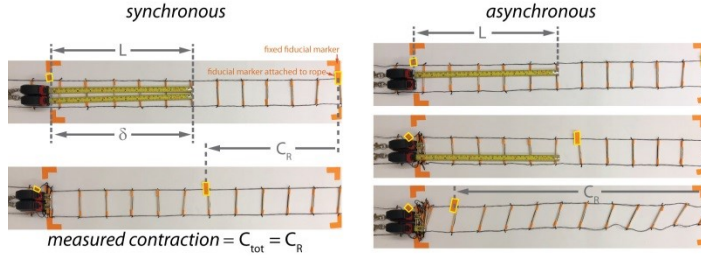 synchronous
asynchronous
L
fixed fiducial marker
fiducial marker attached to rope
δ
C_R
measured contraction = C_tot = C_R
L
C_R